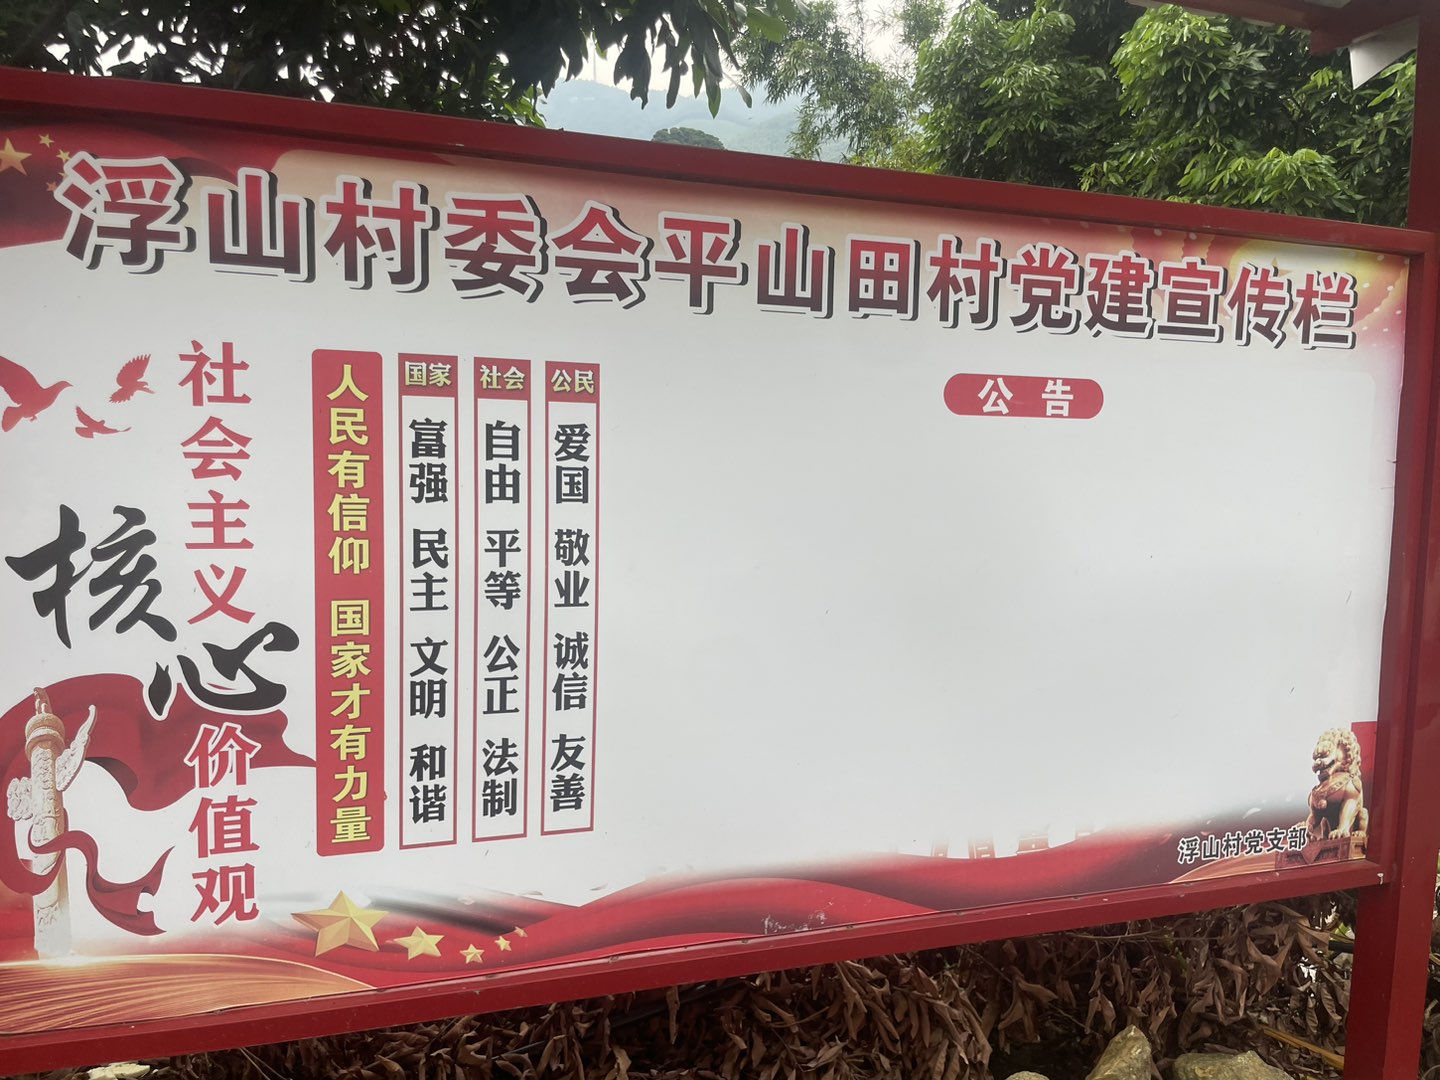 浮山村委会平山田村党建宣传栏
社会主义核心价值观
人民有信仰 国家才有力量
国家
富强 民主 文明 和谐
社会
自由 平等 公正 法制
公民
爱国 敬业 诚信 友善
公告
浮山村党支部